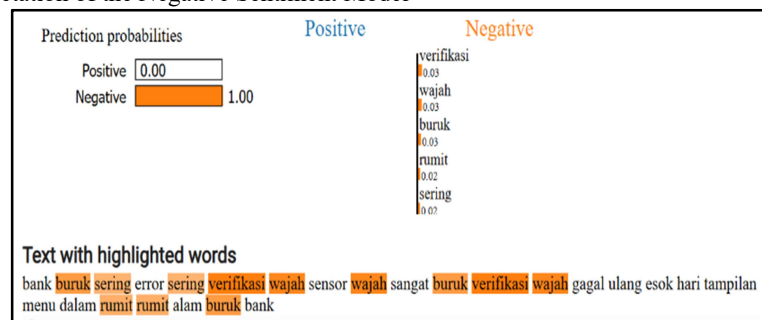 Prediction probabilities
Positive 0.00
Negative 1.00
Positive Negative
verifikasi
0.03
wajah
0.03
buruk
0.03
rumit
0.02
sering
0.02
Text with highlighted words
bank buruk sering error sering verifikasi wajah sensor wajah sangat buruk verifikasi wajah gagal ulang esok hari tampilan
menu dalam rumit rumit alam buruk bank